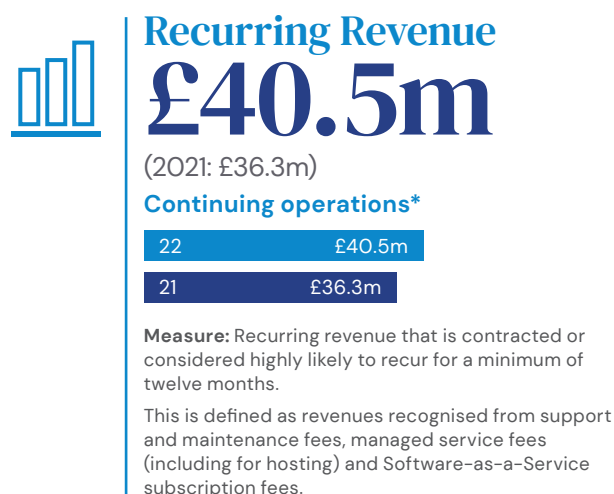 Recurring Revenue
£40.5m
(2021: £36.3m)
Continuing operations*
22 £40.5m
21 £36.3m
Measure: Recurring revenue that is contracted or
considered highly likely to recur for a minimum of
twelve months.
This is defined as revenues recognised from support
and maintenance fees, managed service fees
(including for hosting) and Software-as-a-Service
subscription fees.